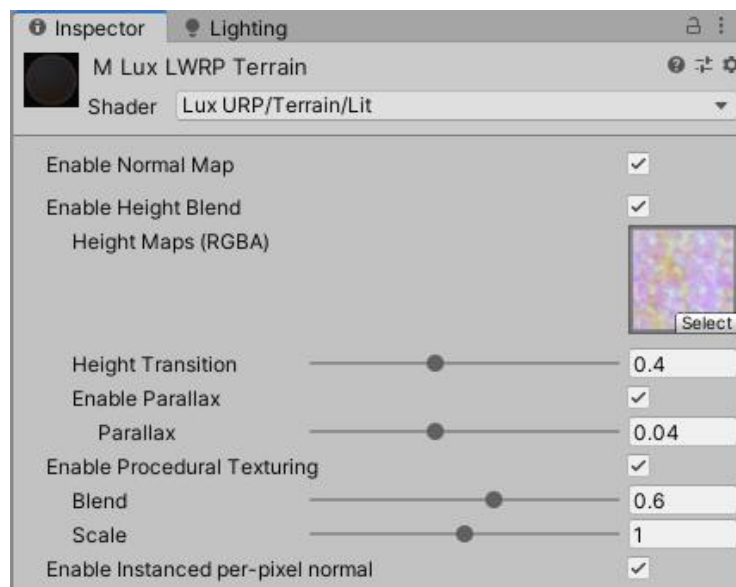 Inspector Lighting
M Lux LWRP Terrain
Shader Lux URP/Terrain/Lit
Enable Normal Map
Enable Height Blend
Height Maps (RGBA)
Select
Height Transition 0.4
Enable Parallax
Parallax 0.04
Enable Procedural Texturing
Blend 0.6
Scale 1
Enable Instanced per-pixel normal